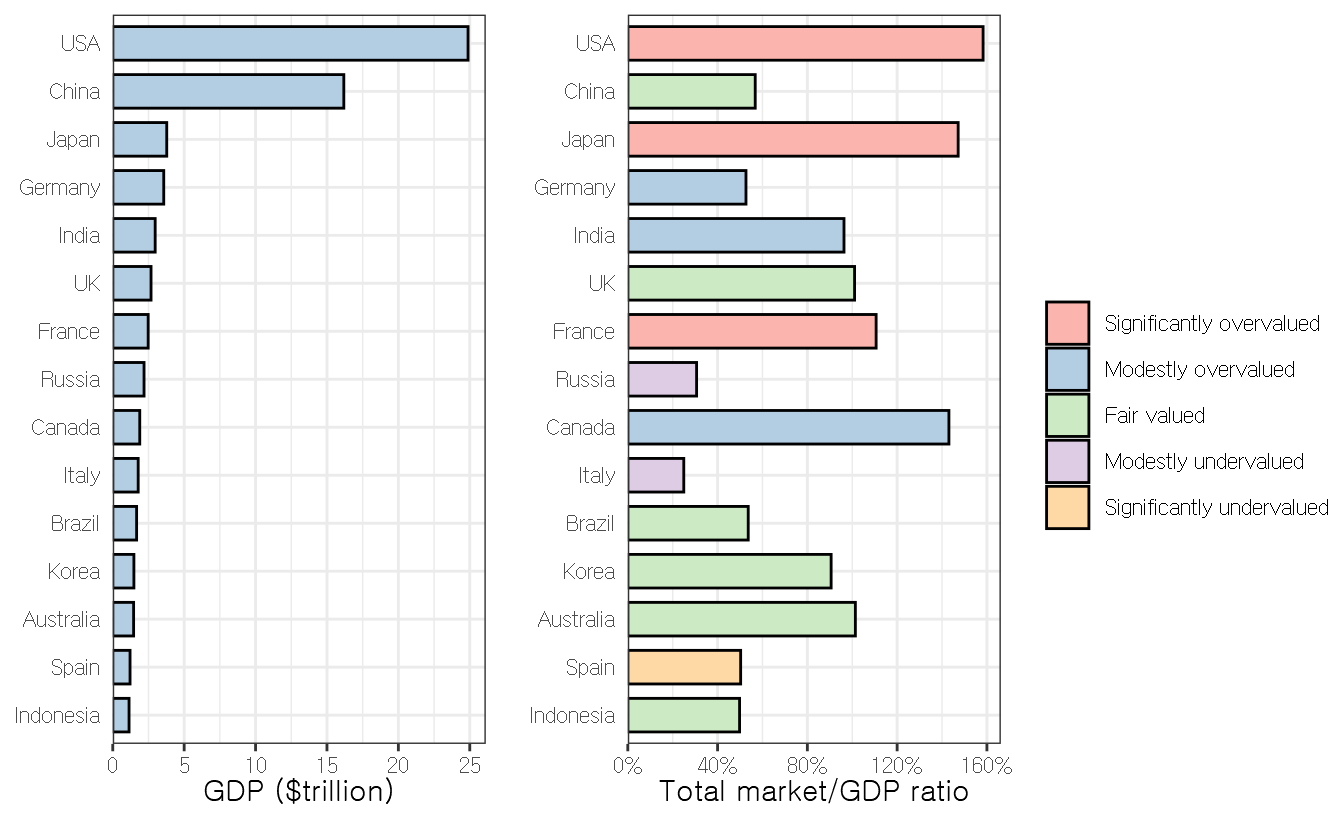 USA
China
Japan
Germany
India
UK
France
Russia
Canada
Italy
Brazil
Korea
Australia
Spain
Indonesia
0 5 10 15 20 25
GDP ($trillion)
USA
China
Japan
Germany
India
UK
France
Russia
Canada
Italy
Brazil
Korea
Australia
Spain
Indonesia
0% 40% 80% 120% 160%
Total market/GDP ratio
Significantly overvalued
Modestly overvalued
Fair valued
Modestly undervalued
Significantly undervalued